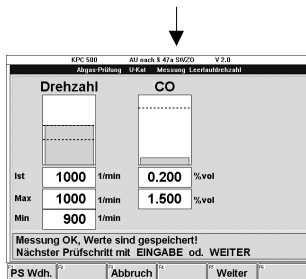 KPC 500 AU nach § 47a StVZO V 2.0
Abgas-Prüfung U-Kat Messung Leerlaufdrehzahl
Drehzahl CO
Ist 1000 1/min 0.200 %vol
Max 1000 1/min 1.500 %vol
Min 900 1/min
Messung OK, Werte sind gespeichert!
Nächster Prüfschritt mit EINGABE od. WEITER
PS Wdh. Abbruch Weiter